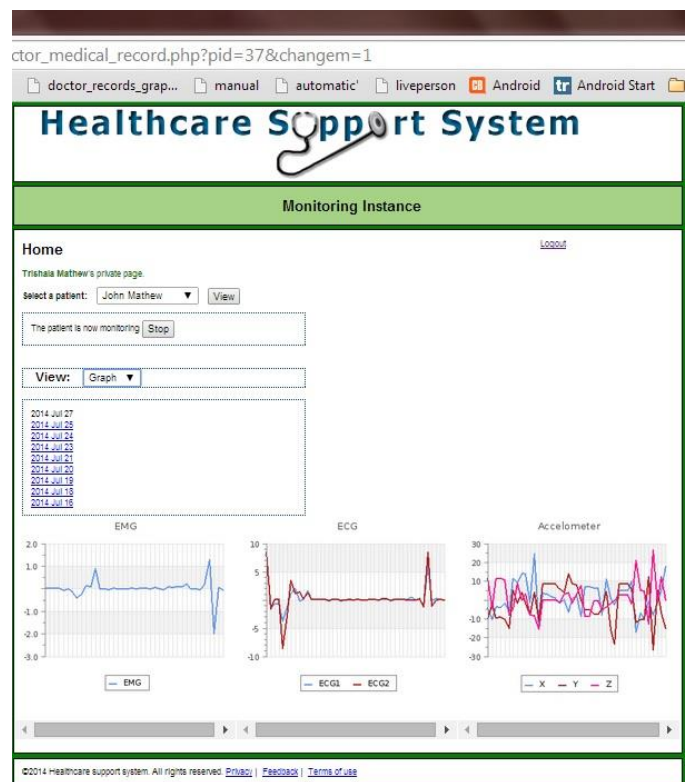 ctor_medical_record.php?pid=37&changem=1
doctor_records_grap... manual automatic' liveperson Android Android Start
Healthcare Support System
Monitoring Instance
Home
Logout
Trishala Mathew's private page.
Select a patient: John Mathew View
The patient is now monitoring Stop
View: Graph
2014 Jul 27
2014 Jul 25
2014 Jul 24
2014 Jul 23
2014 Jul 21
2014 Jul 20
2014 Jul 19
2014 Jul 18
2014 Jul 16
EMG ECG Accelometer
2.0
1.0
-1.0
-2.0
-3.0
EMG
10
5
-5
-10
ECG1 ECG2
30
20
10
-10
-20
-30
X Y Z
©2014 Healthcare support system. All rights reserved. Privacy | Feedback | Terms of use